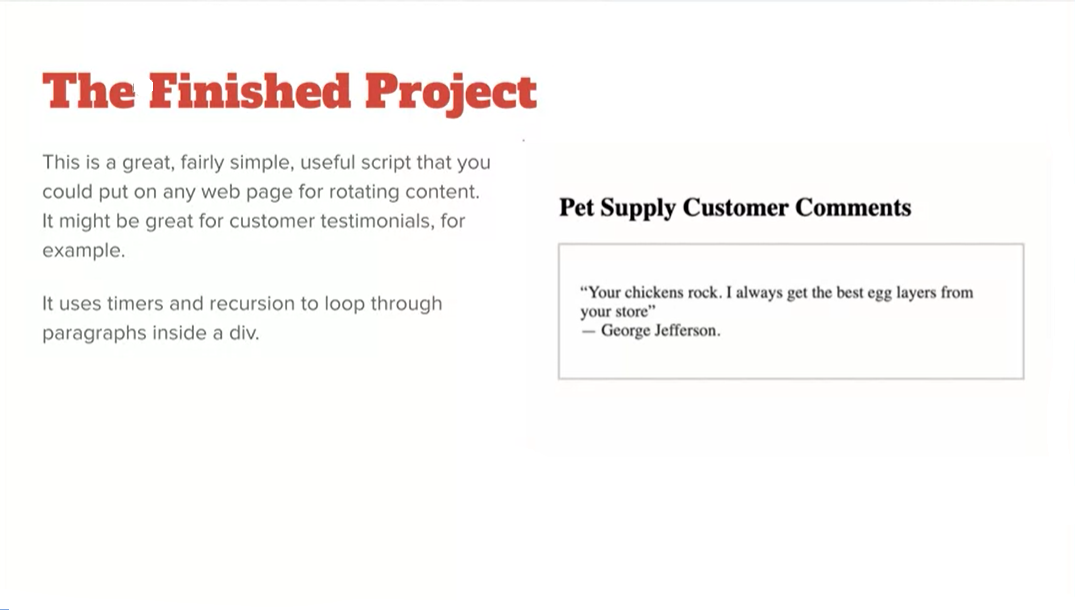 The Finished Project
This is a great, fairly simple, useful script that you
could put on any web page for rotating content.
It might be great for customer testimonials, for
example.
It uses timers and recursion to loop through
paragraphs inside a div.
Pet Supply Customer Comments
“Your chickens rock. I always get the best egg layers from
your store”
— George Jefferson.